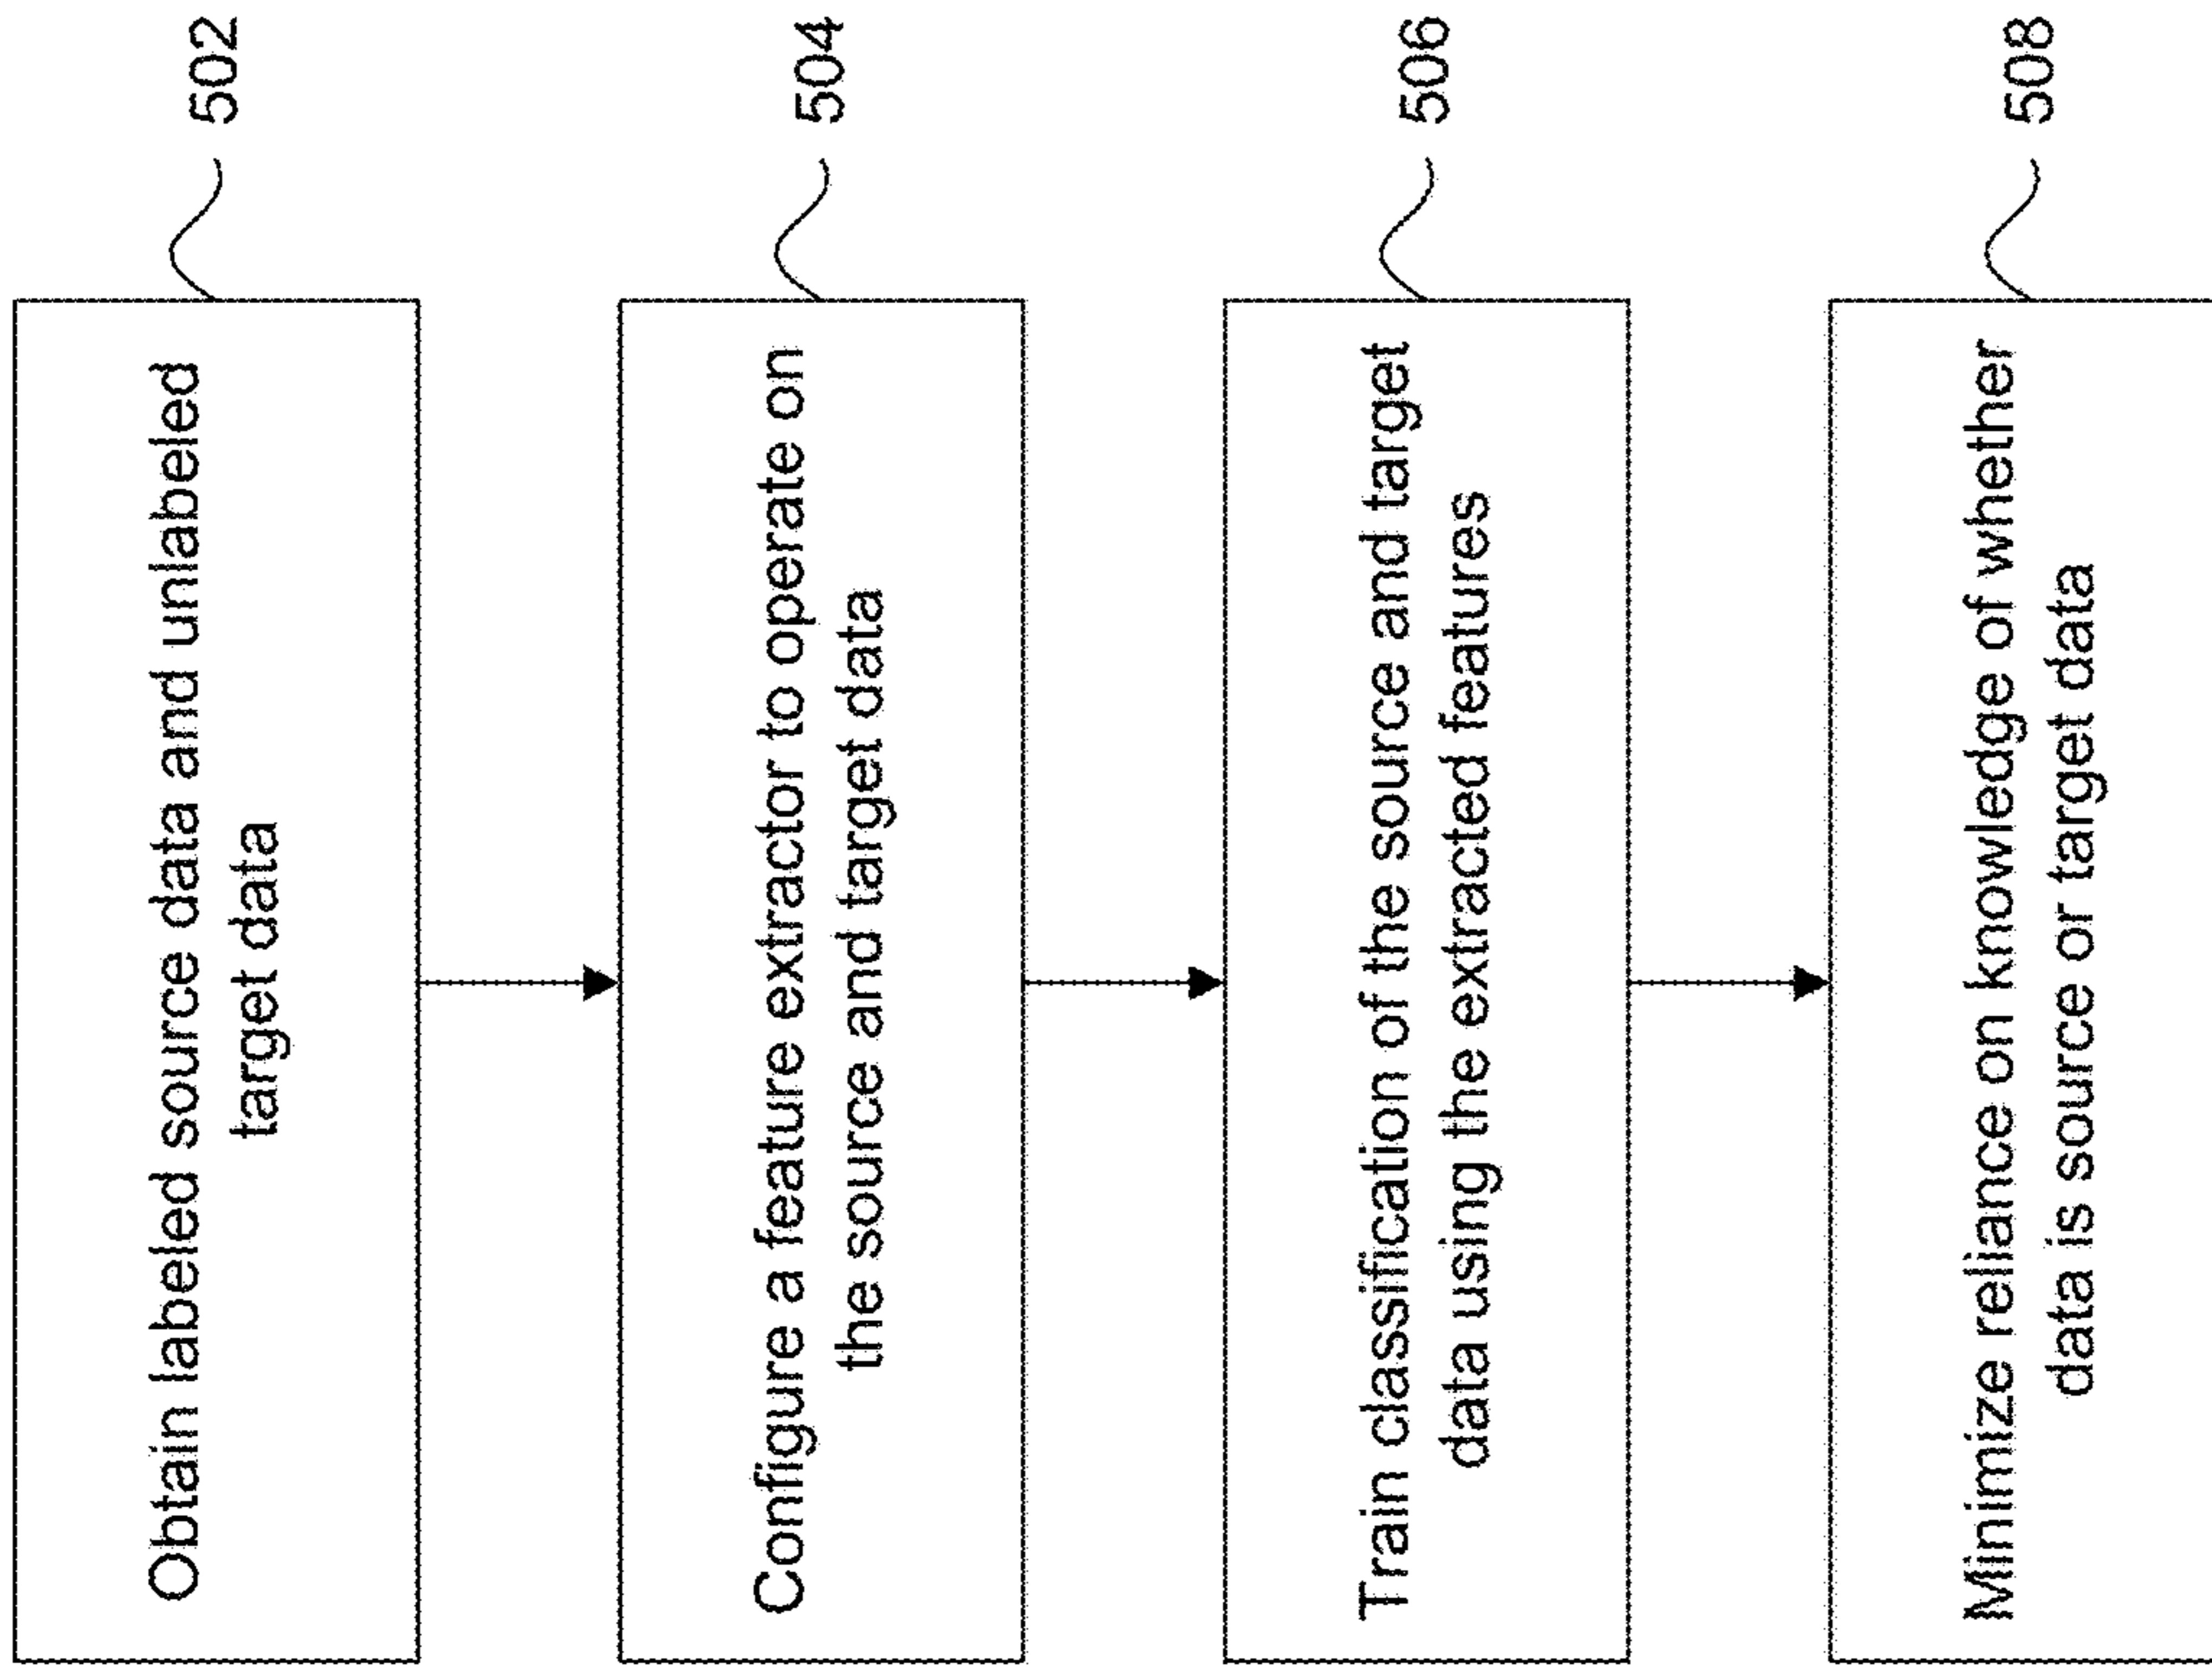 Obtain labeled source data and unlabeled
target data
502
Configure a feature extractor to operate on
the source and target data
504
Train classification of the source and target
data using the extracted features
506
Minimize reliance on knowledge of whether
data is source or target data
508